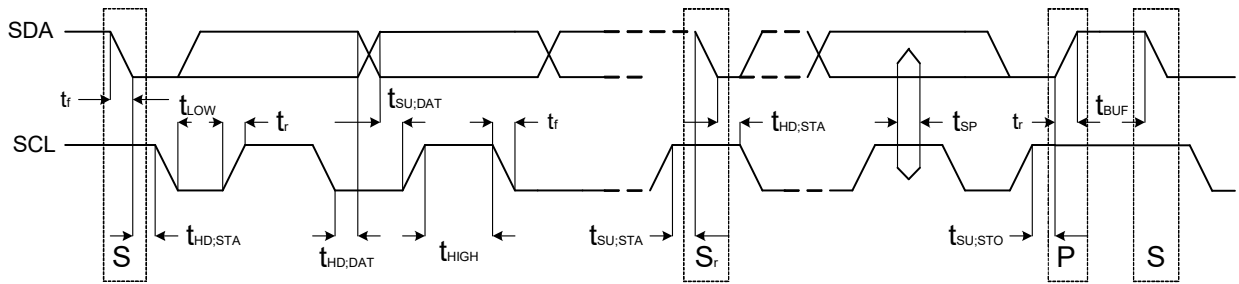 SDA
tf
tLOW
tr
tSU;DAT
tf
tHD;STA
tSP
tr
tBUF
SCL
tHD;STA
tHD;DAT
tHIGH
tSU;STA
tSU;STO
S
Sr
P
S